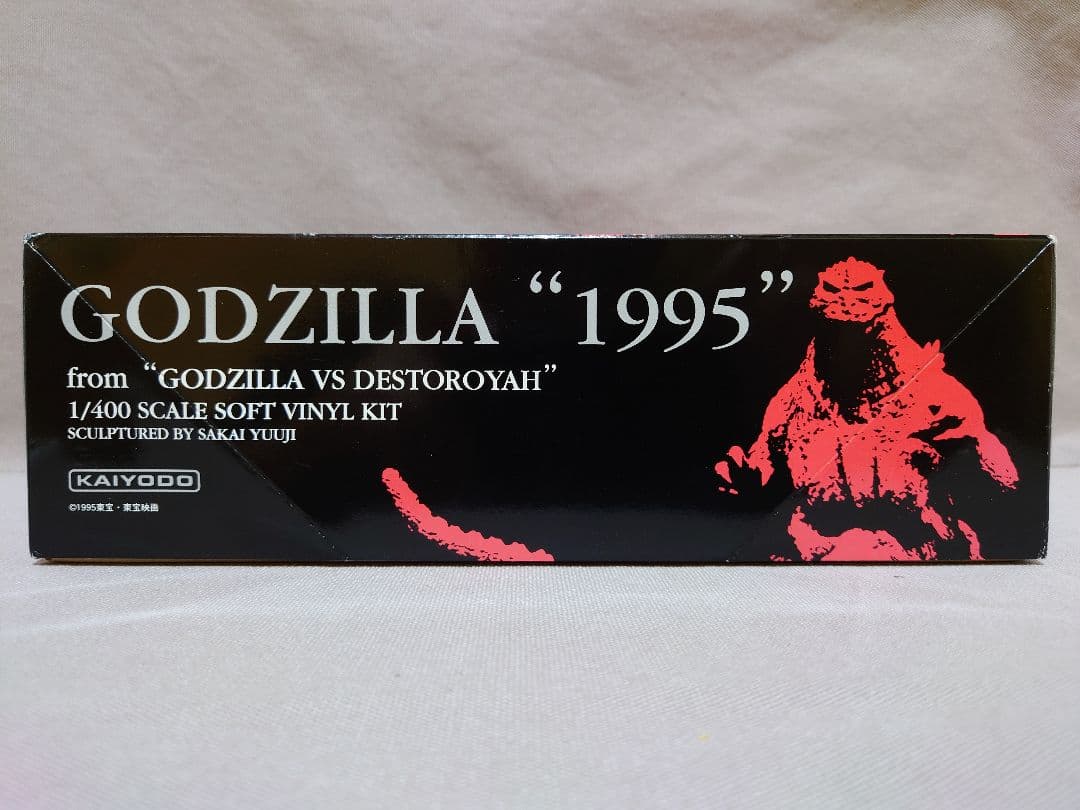 GODZILLA “1995”
from “GODZILLA VS DESTOROYAH”
1/400 SCALE SOFT VINYL KIT
SCULPTURED BY SAKAI YUUJI
KAIYODO
©1995東宝・東宝映画